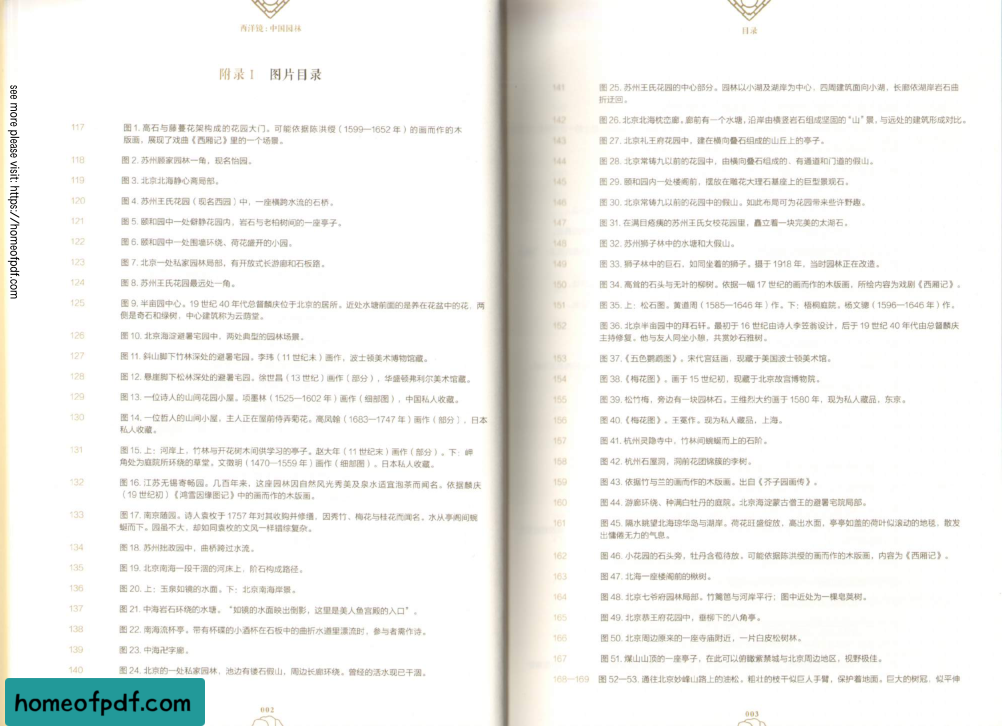 see more please visit: https://homeofpdf.com
西洋镜：中国园林
附录 I 图片目录
117 图 1. 高石与藤蔓花架构成的花园大门。可能依据陈洪绶（1599—1652 年）的画而作的木
版画，展现了戏曲《西厢记》里的一个场景。
118 图 2. 苏州顾家园林一角，现名怡园。
119 图 3. 北京北海静心斋局部。
120 图 4. 苏州王氏花园（现名西园）中，一座横跨水流的石桥。
121 图 5. 颐和园中一处僻静花园内，岩石与老柏树间的一座亭子。
122 图 6. 颐和园中一处围墙环绕、荷花盛开的小园。
123 图 7. 北京一处私家园林局部，有开放式长游廊和石板路。
124 图 8. 苏州王氏花园最远处一角。
125 图 9. 半亩园中心。19 世纪 40 年代总督麟庆位于北京的居所。近处水塘前面的是养在花盆中的花，两
侧是奇石和绿树，中心建筑称为云荫堂。
126 图 10. 北京海淀避暑宅园中，两处典型的园林场景。
127 图 11. 斜山脚下竹林深处的避暑宅园。李玮（11 世纪末）画作，波士顿美术博物馆藏。
128 图 12. 悬崖脚下松林深处的避暑宅园。徐世昌（13 世纪）画作（部分），华盛顿弗利尔美术馆藏。
129 图 13. 一位诗人的山间花园小屋。项墨林（1525—1602 年）画作（细部图），中国私人收藏。
130 图 14. 一位哲人的山间小屋，主人正在屋前侍弄菊花。高凤翰（1683—1747 年）画作（部分），日本
私人收藏。
131 图 15. 上：河岸上，竹林与开花树木间供学习的亭子。赵大年（11 世纪末）画作（部分）。下：岬
角处为庭院所环绕的草堂。文徵明（1470—1559 年）画作（细部图）。日本私人收藏。
132 图 16. 江苏无锡寄畅园。几百年来，这座园林因自然风光秀美及泉水适宜泡茶而闻名。依据麟庆
（19 世纪初）《鸿雪因缘图记》中的画而作的木版画。
133 图 17. 南京随园。诗人袁枚于 1757 年对其收购并修缮，因秀竹，梅花与桂花而闻名。水从亭阁间蜿
蜒而下。园虽不大，却如同袁枚的文风一样错综复杂。
134 图 18. 苏州拙政园中，曲桥跨过水流。
135 图 19. 北京南海一段干涸的河床上，阶石构成路径。
136 图 20. 上：玉泉如镜的水面。下：北京南海岸景。
137 图 21. 中海岩石环绕的水塘。“如镜的水面映出倒影，这里是美人鱼宫殿的入口”。
138 图 22. 南海流杯亭。带有杯碟的小酒杯在石板中的曲折水道里漂流时，参与者需作诗。
139 图 23. 中海卍字廊。
140 图 24. 北京的一处私家园林，池边有镂石假山，周边长廊环绕。曾经的活水现已干涸。
002
homeofpdf.com
目录
141 图 25. 苏州王氏花园的中心部分。园林以小湖及湖岸为中心，四周建筑面向小湖，长廊依湖岸岩石曲
折迂回。
142 图 26. 北京北海枕峦廊。廊前有一个水塘，沿岸由横竖岩石组成坚固的“山”景，与远处的建筑形成对比。
143 图 27. 北京礼王府花园中，建在横向叠石组成的山丘上的亭子。
144 图 28. 北京常铸九以前的花园中，由横向叠石组成的、有通道和门道的假山。
145 图 29. 颐和园内一处楼阁前，摆放在雕花大理石基座上的巨型景观石。
146 图 30. 北京常铸九以前的花园中的假山。如此布局可为花园带来些许野趣。
147 图 31. 在满目疮痍的苏州王氏女校花园里，矗立着一块完美的太湖石。
148 图 32. 苏州狮子林中的水塘和大假山。
149 图 33. 狮子林中的巨石，如同坐着的狮子。摄于 1918 年，当时园林正在改造。
150 图 34. 高耸的石头与无叶的柳树。依据一幅 17 世纪的画而作的木版画，所绘内容为戏剧《西厢记》。
151 图 35. 上：松石图。黄道周（1585—1646 年）作。下：梧桐庭院。杨文骢（1596—1646 年）作。
152 图 36. 北京半亩园中的拜石轩。最初于 16 世纪由诗人李笠翁设计，后于 19 世纪 40 年代由总督麟庆
主持修复。他与友人同坐小憩，共赏妙石雅树。
153 图 37. 《五色鹦鹉图》，宋代宫廷画，现藏于美国波士顿美术馆。
154 图 38. 《梅花图》，画于 15 世纪初，现藏于北京故宫博物院。
155 图 39. 松竹梅，旁边有一块园林石。王维烈大约画于 1580 年，现为私人藏品，东京。
156 图 40. 《梅花图》。王冕作。现为私人藏品，上海。
157 图 41. 杭州灵隐寺中，竹林间蜿蜒而上的石阶。
158 图 42. 杭州石屋洞，洞前花团锦簇的李树。
159 图 43. 依据竹与兰的画而作的木版画。出自《芥子园画传》。
160 图 44. 游廊环绕、种满白牡丹的庭院。北京海淀蒙古僧王的避暑宅院局部。
161 图 45. 隔水眺望北海琼华岛与湖岸。荷花旺盛绽放，高出水面，亭亭如盖的荷叶似滚动的地毯，散发
出慵倦无力的气息。
162 图 46. 小花园的石头旁，牡丹含苞待放。可能依据陈洪绶的画而作的木版画，内容为《西厢记》。
163 图 47. 北海一座楼阁前的楸树。
164 图 48. 北京七爷府园林局部。竹篱笆与河岸平行；图中近处为一棵皂荚树。
165 图 49. 北京恭王府花园中，垂柳下的八角亭。
166 图 50. 北京周边原来的一座寺庙附近，一片白皮松树林。
167 图 51. 煤山山顶的一座亭子，在此可以俯瞰紫禁城与北京周边地区，视野极佳。
168—169 图 52—53. 通往北京妙峰山路上的油松。粗壮的枝干似巨人手臂，保护着地面。巨大的树冠，似平伸
003